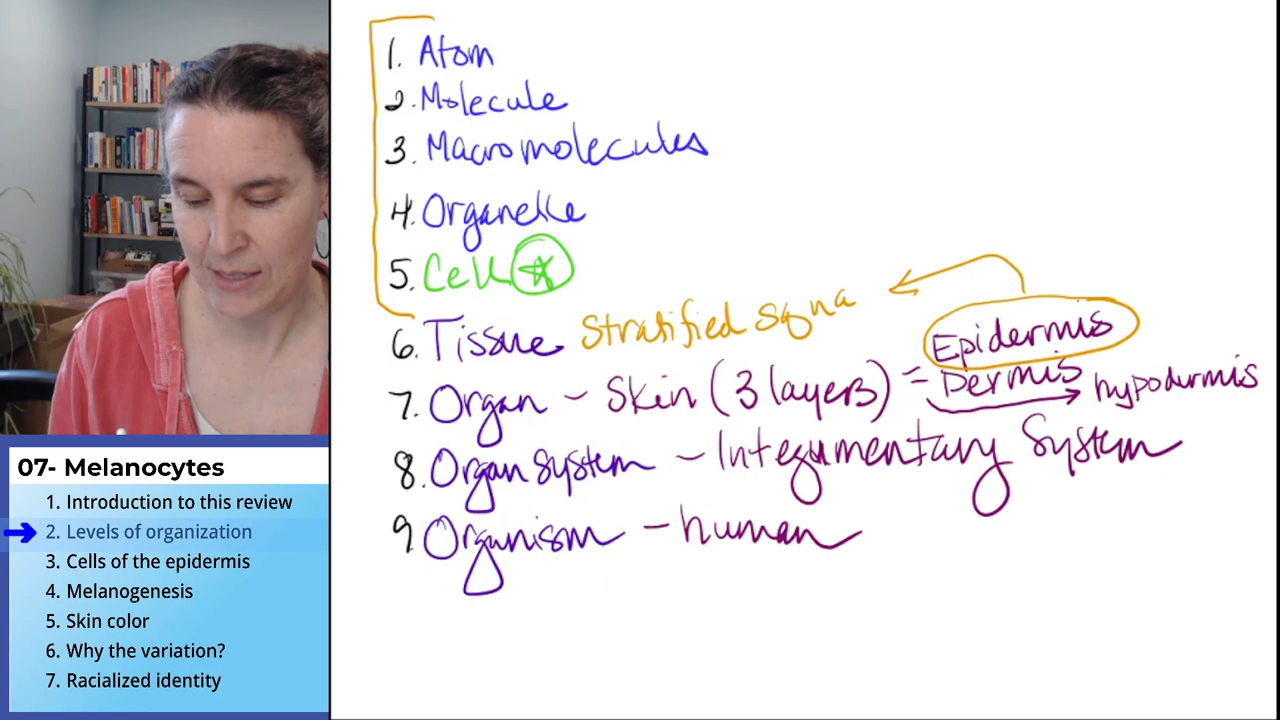 1. Atom
2. Molecule
3. Macromolecules
4. Organelle
5. Cell
6. Tissue Stratified squa
Epidermis
7. Organ - Skin (3 layers) = Dermis hypodermis
8. Organ System - Integumentary System
9 Organism - human
07- Melanocytes
1. Introduction to this review
2. Levels of organization
3. Cells of the epidermis
4. Melanogenesis
5. Skin color
6. Why the variation?
7. Racialized identity